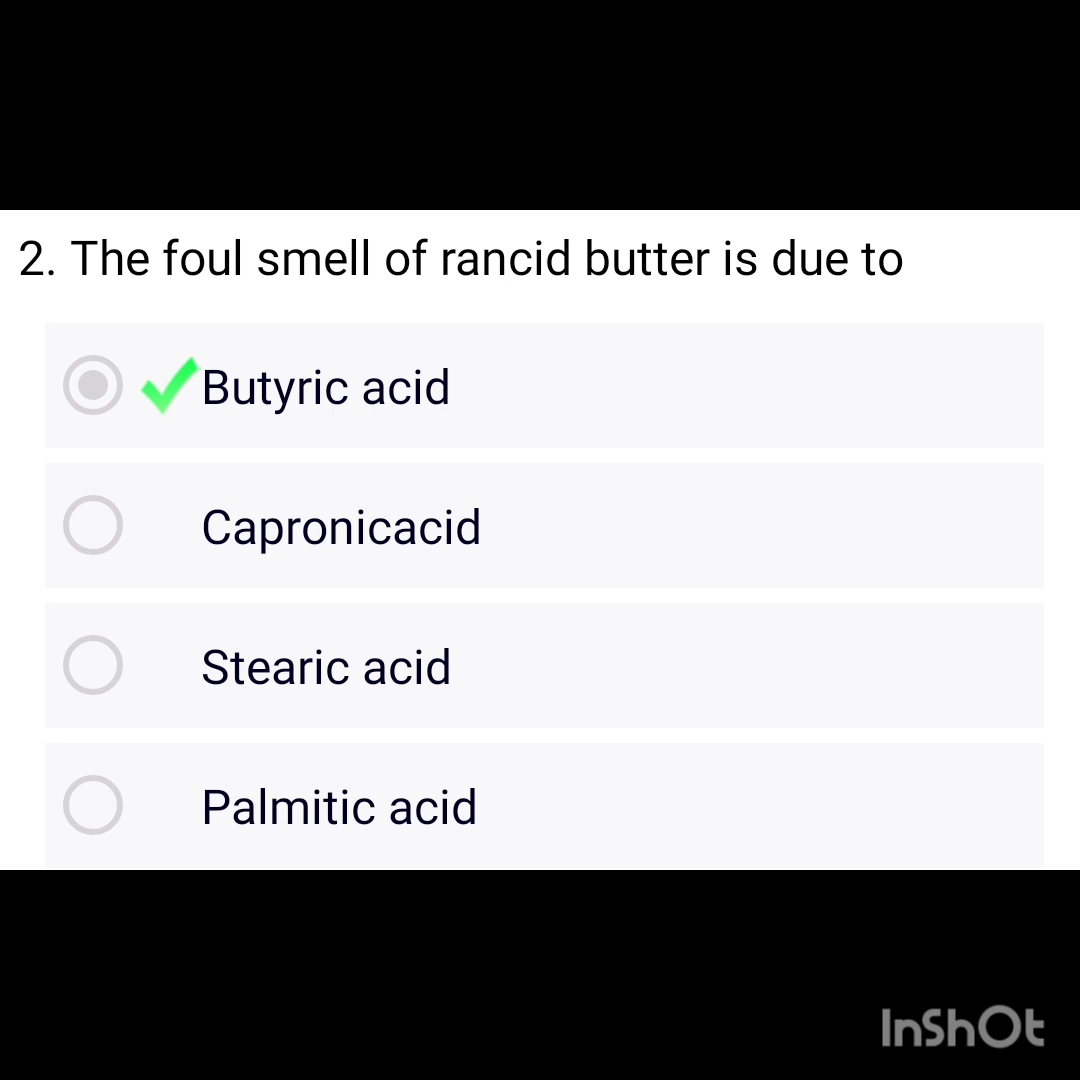 2. The foul smell of rancid butter is due to
Butyric acid
Capronicacid
Stearic acid
Palmitic acid
InShOt